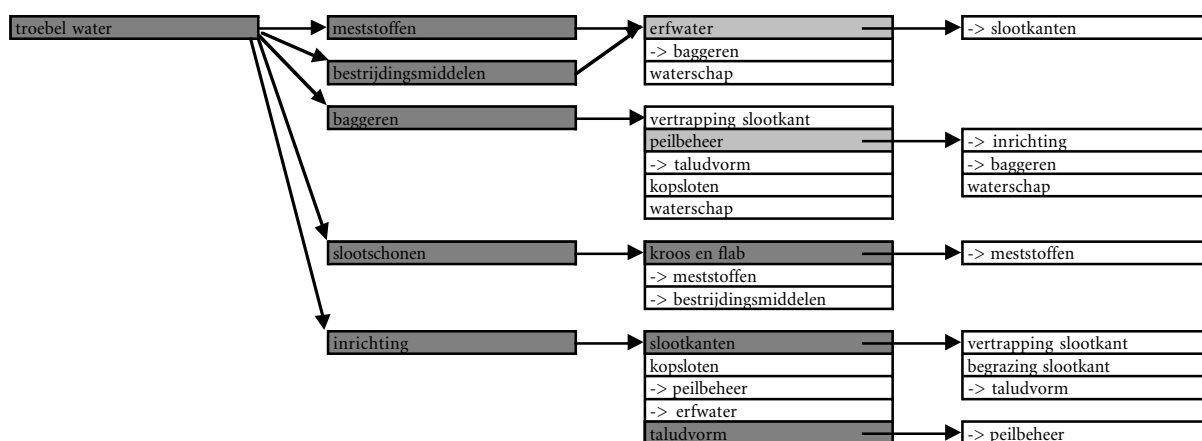 troebel water
meststoffen
erfwater
-> slootkanten
-> baggeren
bestrijdingsmiddelen
waterschap
baggeren
vertrapping slootkant
peilbeheer
-> inrichting
-> taludvorm
-> baggeren
kopsloten
waterschap
waterschap
slootschonen
kroos en flab
-> meststoffen
-> meststoffen
-> bestrijdingsmiddelen
inrichting
slootkanten
vertrapping slootkant
kopsloten
begrazing slootkant
-> peilbeheer
-> taludvorm
-> erfwater
taludvorm
-> peilbeheer